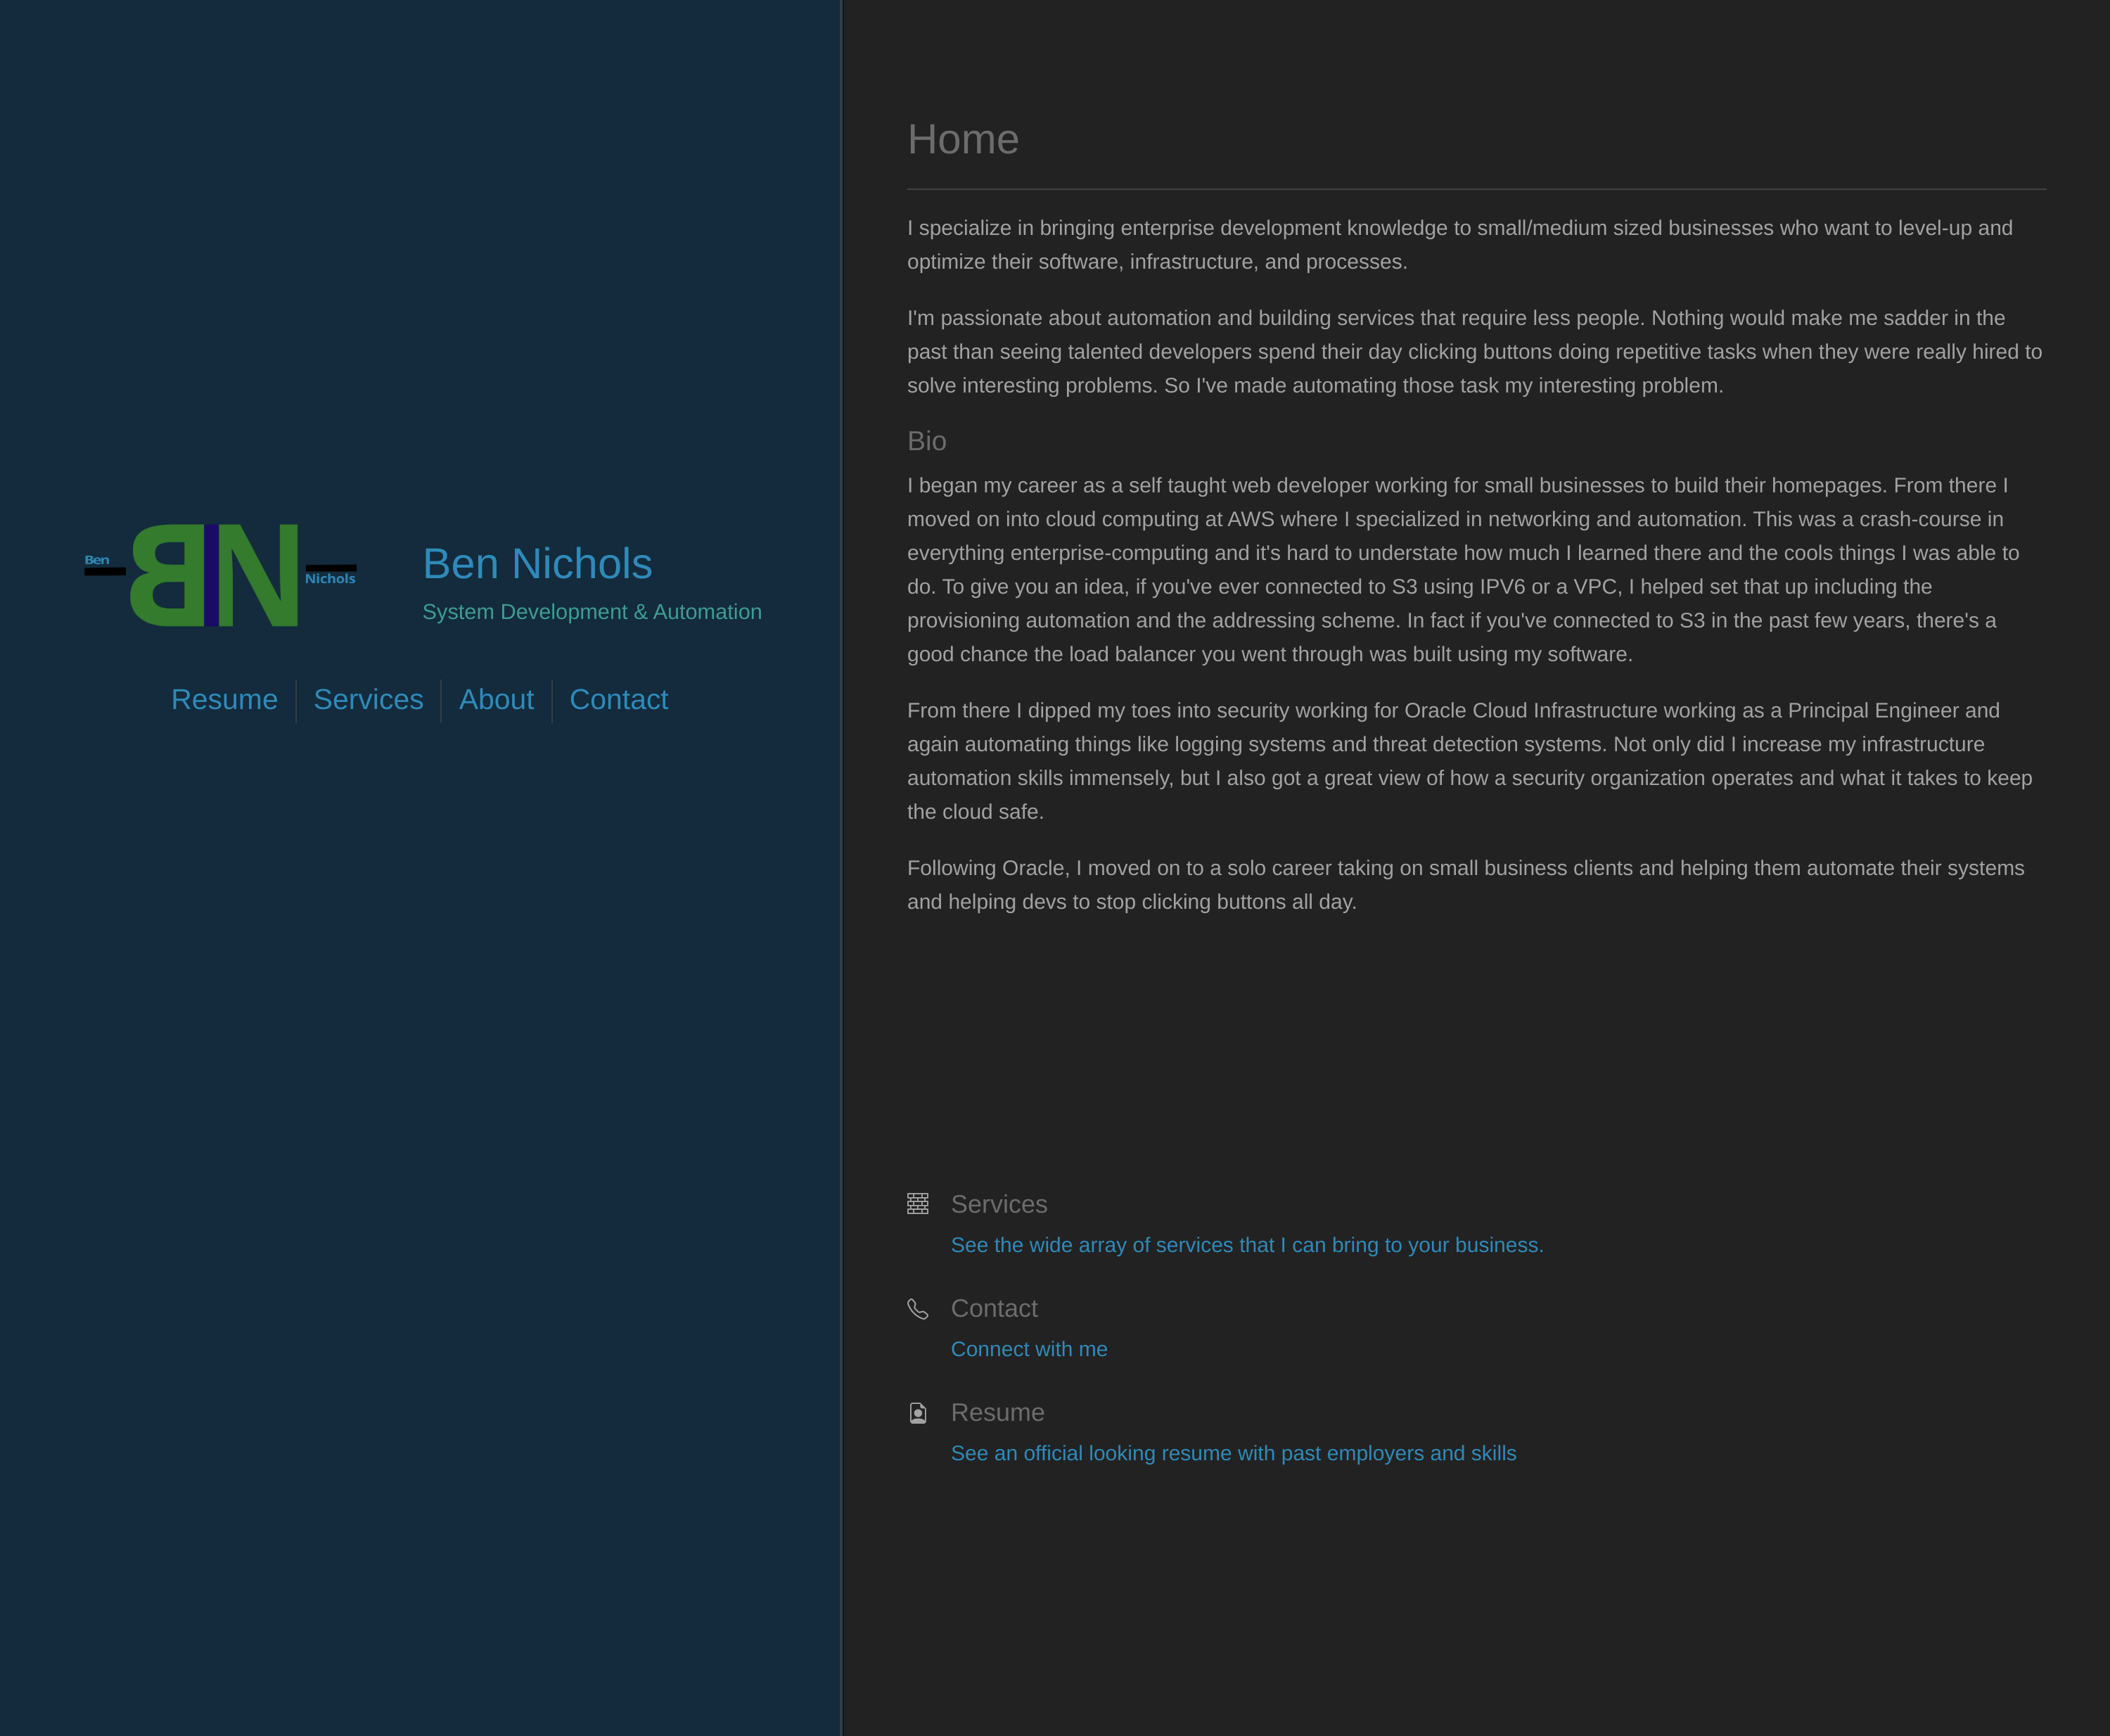 Ben
BN
Nichols
Ben Nichols
System Development & Automation
Resume
Services
About
Contact
Home
I specialize in bringing enterprise development knowledge to small/medium sized businesses who want to level-up and
optimize their software, infrastructure, and processes.
I'm passionate about automation and building services that require less people. Nothing would make me sadder in the
past than seeing talented developers spend their day clicking buttons doing repetitive tasks when they were really hired to
solve interesting problems. So I've made automating those task my interesting problem.
Bio
I began my career as a self taught web developer working for small businesses to build their homepages. From there I
moved on into cloud computing at AWS where I specialized in networking and automation. This was a crash-course in
everything enterprise-computing and it's hard to understate how much I learned there and the cools things I was able to
do. To give you an idea, if you've ever connected to S3 using IPV6 or a VPC, I helped set that up including the
provisioning automation and the addressing scheme. In fact if you've connected to S3 in the past few years, there's a
good chance the load balancer you went through was built using my software.
From there I dipped my toes into security working for Oracle Cloud Infrastructure working as a Principal Engineer and
again automating things like logging systems and threat detection systems. Not only did I increase my infrastructure
automation skills immensely, but I also got a great view of how a security organization operates and what it takes to keep
the cloud safe.
Following Oracle, I moved on to a solo career taking on small business clients and helping them automate their systems
and helping devs to stop clicking buttons all day.
Services
See the wide array of services that I can bring to your business.
Contact
Connect with me
Resume
See an official looking resume with past employers and skills